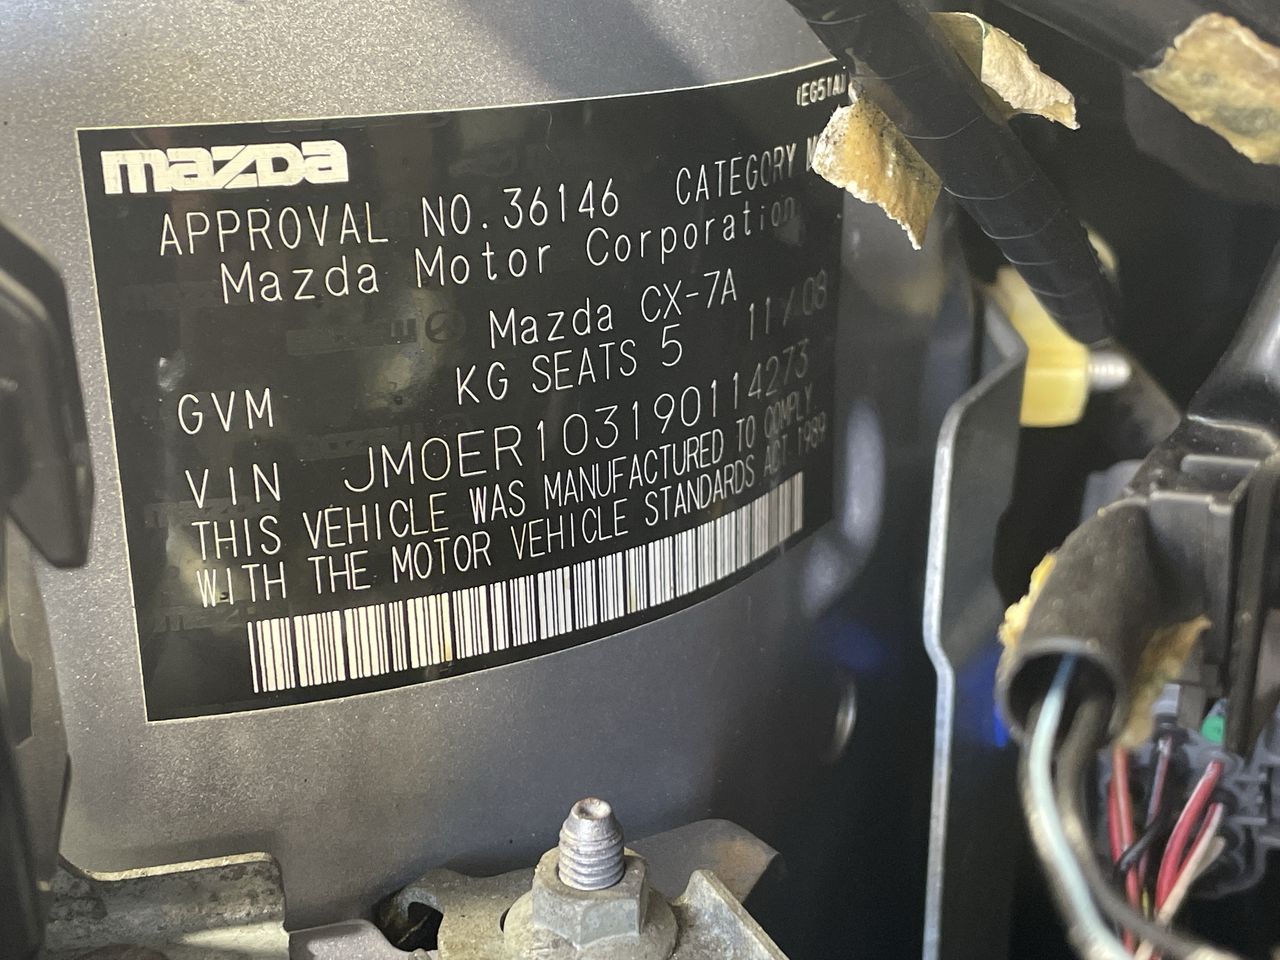 (EG51A)
mazda
APPROVAL NO.36146 CATEGORY
Mazda Motor Corporation
Mazda CX-7A
GVM KG SEATS 5 11/08
VIN JM0ER103190114273
THIS VEHICLE WAS MANUFACTURED TO COMPLY
WITH THE MOTOR VEHICLE STANDARDS ACT 1989